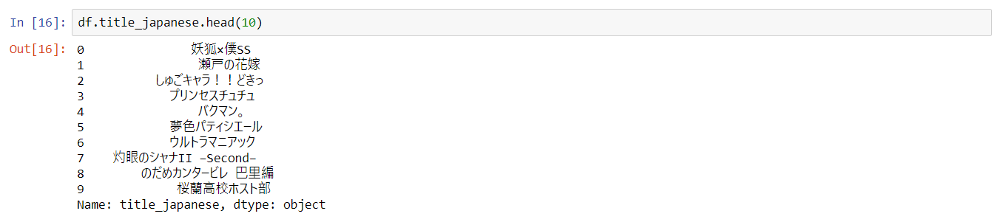 In [16]: df.title_japanese.head(10)
Out[16]: 0 妖狐×僕SS
1 瀬戸の花嫁
2 しゅごキャラ！！どきっ
3 プリンセスチュチュ
4 バクマン。
5 夢色パティシエール
6 ウルトラマニアック
7 灼眼のシャナII –Second–
8 のだめカンタービレ 巴里編
9 桜蘭高校ホスト部
Name: title_japanese, dtype: object